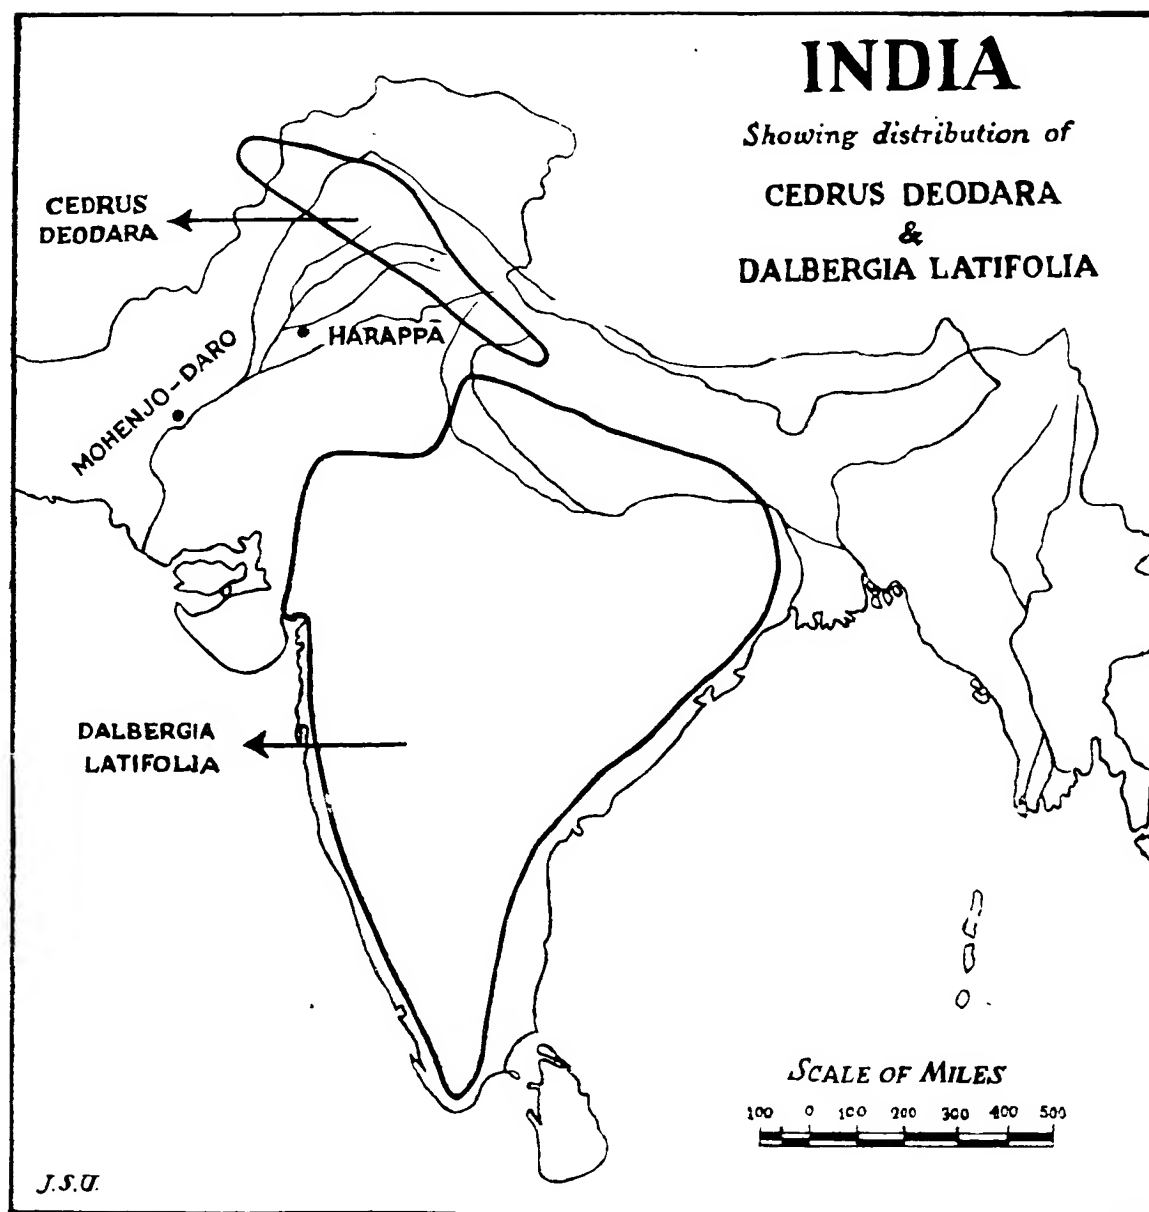 INDIA
Showing distribution of
CEDRUS DEODARA
&
DALBERGIA LATIFOLIA
CEDRUS
DEODARA
HARAPPĀ
MOHENJO-DARO
DALBERGIA
LATIFOLIA
SCALE OF MILES
100 0 100 200 300 400 500
J.S.U.